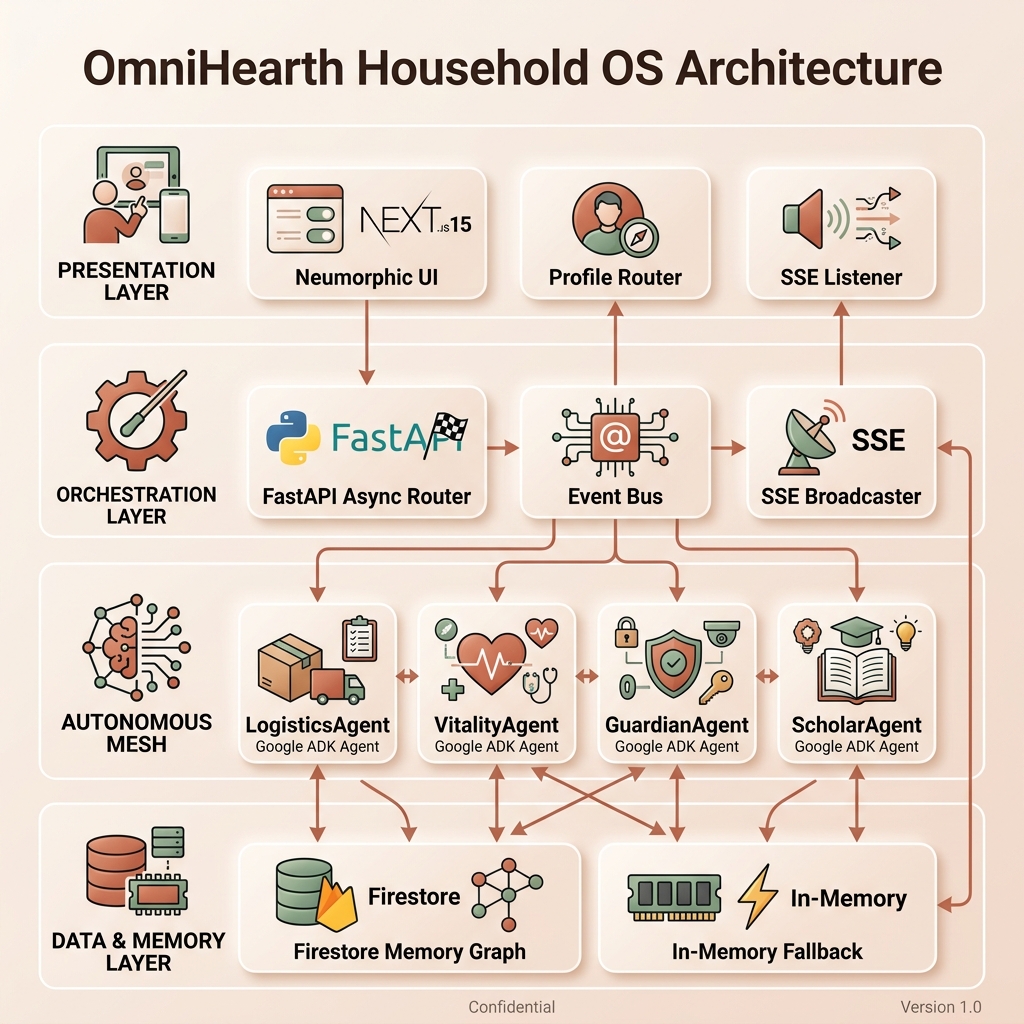 OmniHearth Household OS Architecture
PRESENTATION
LAYER
NEXT.JS 15
Neumorphic UI
Profile Router
SSE Listener
ORCHESTRATION
LAYER
FastAPI
FastAPI Async Router
@
Event Bus
SSE
SSE Broadcaster
AUTONOMOUS
MESH
LogisticsAgent
Google ADK Agent
VitalityAgent
Google ADK Agent
GuardianAgent
Google ADK Agent
ScholarAgent
Google ADK Agent
DATA & MEMORY
LAYER
Firestore
Firestore Memory Graph
In-Memory
In-Memory Fallback
Confidential
Version 1.0